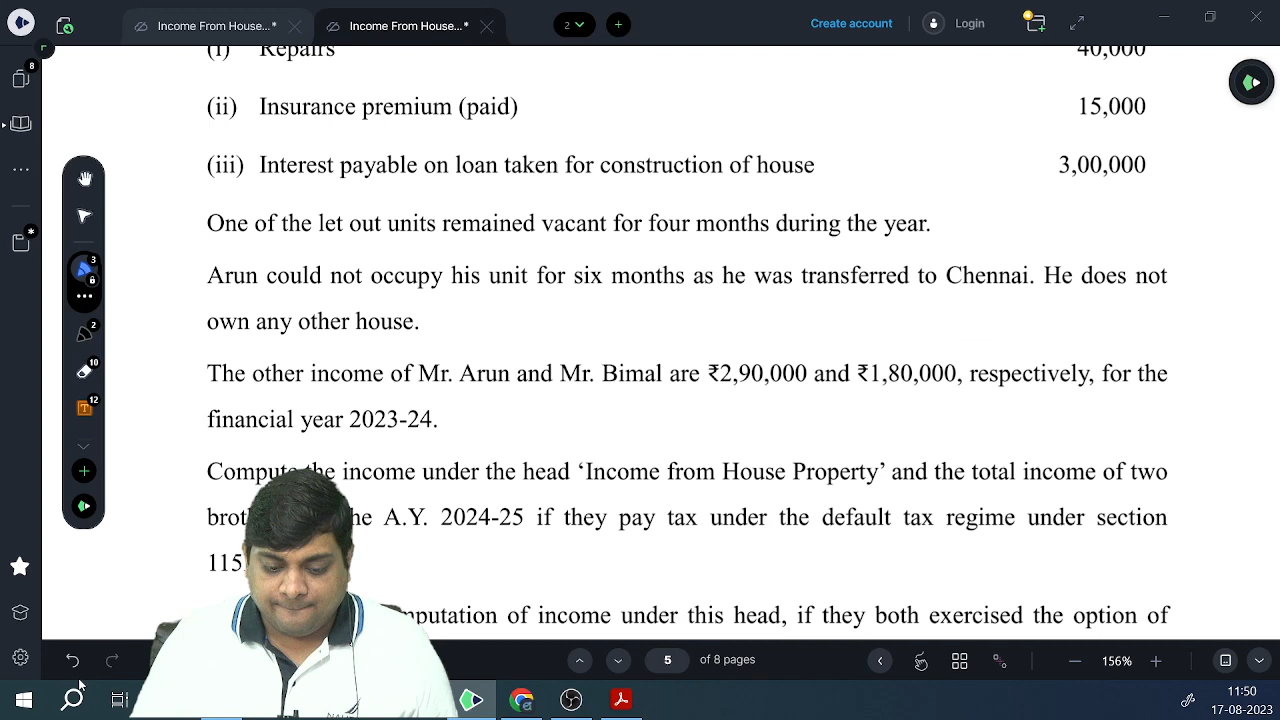 Income From House...*
Income From House...*
2
Create account
Login
8
(i) Repairs 40,000
(ii) Insurance premium (paid) 15,000
(iii) Interest payable on loan taken for construction of house 3,00,000
One of the let out units remained vacant for four months during the year.
Arun could not occupy his unit for six months as he was transferred to Chennai. He does not
own any other house.
The other income of Mr. Arun and Mr. Bimal are ₹2,90,000 and ₹1,80,000, respectively, for the
financial year 2023-24.
Compute the income under the head ‘Income from House Property’ and the total income of two
he A.Y. 2024-25 if they pay tax under the default tax regime under section
115
of income under this head, if they both exercised the option of
3
2
10
12
5 of 8 pages
156%
11:50
17-08-2023